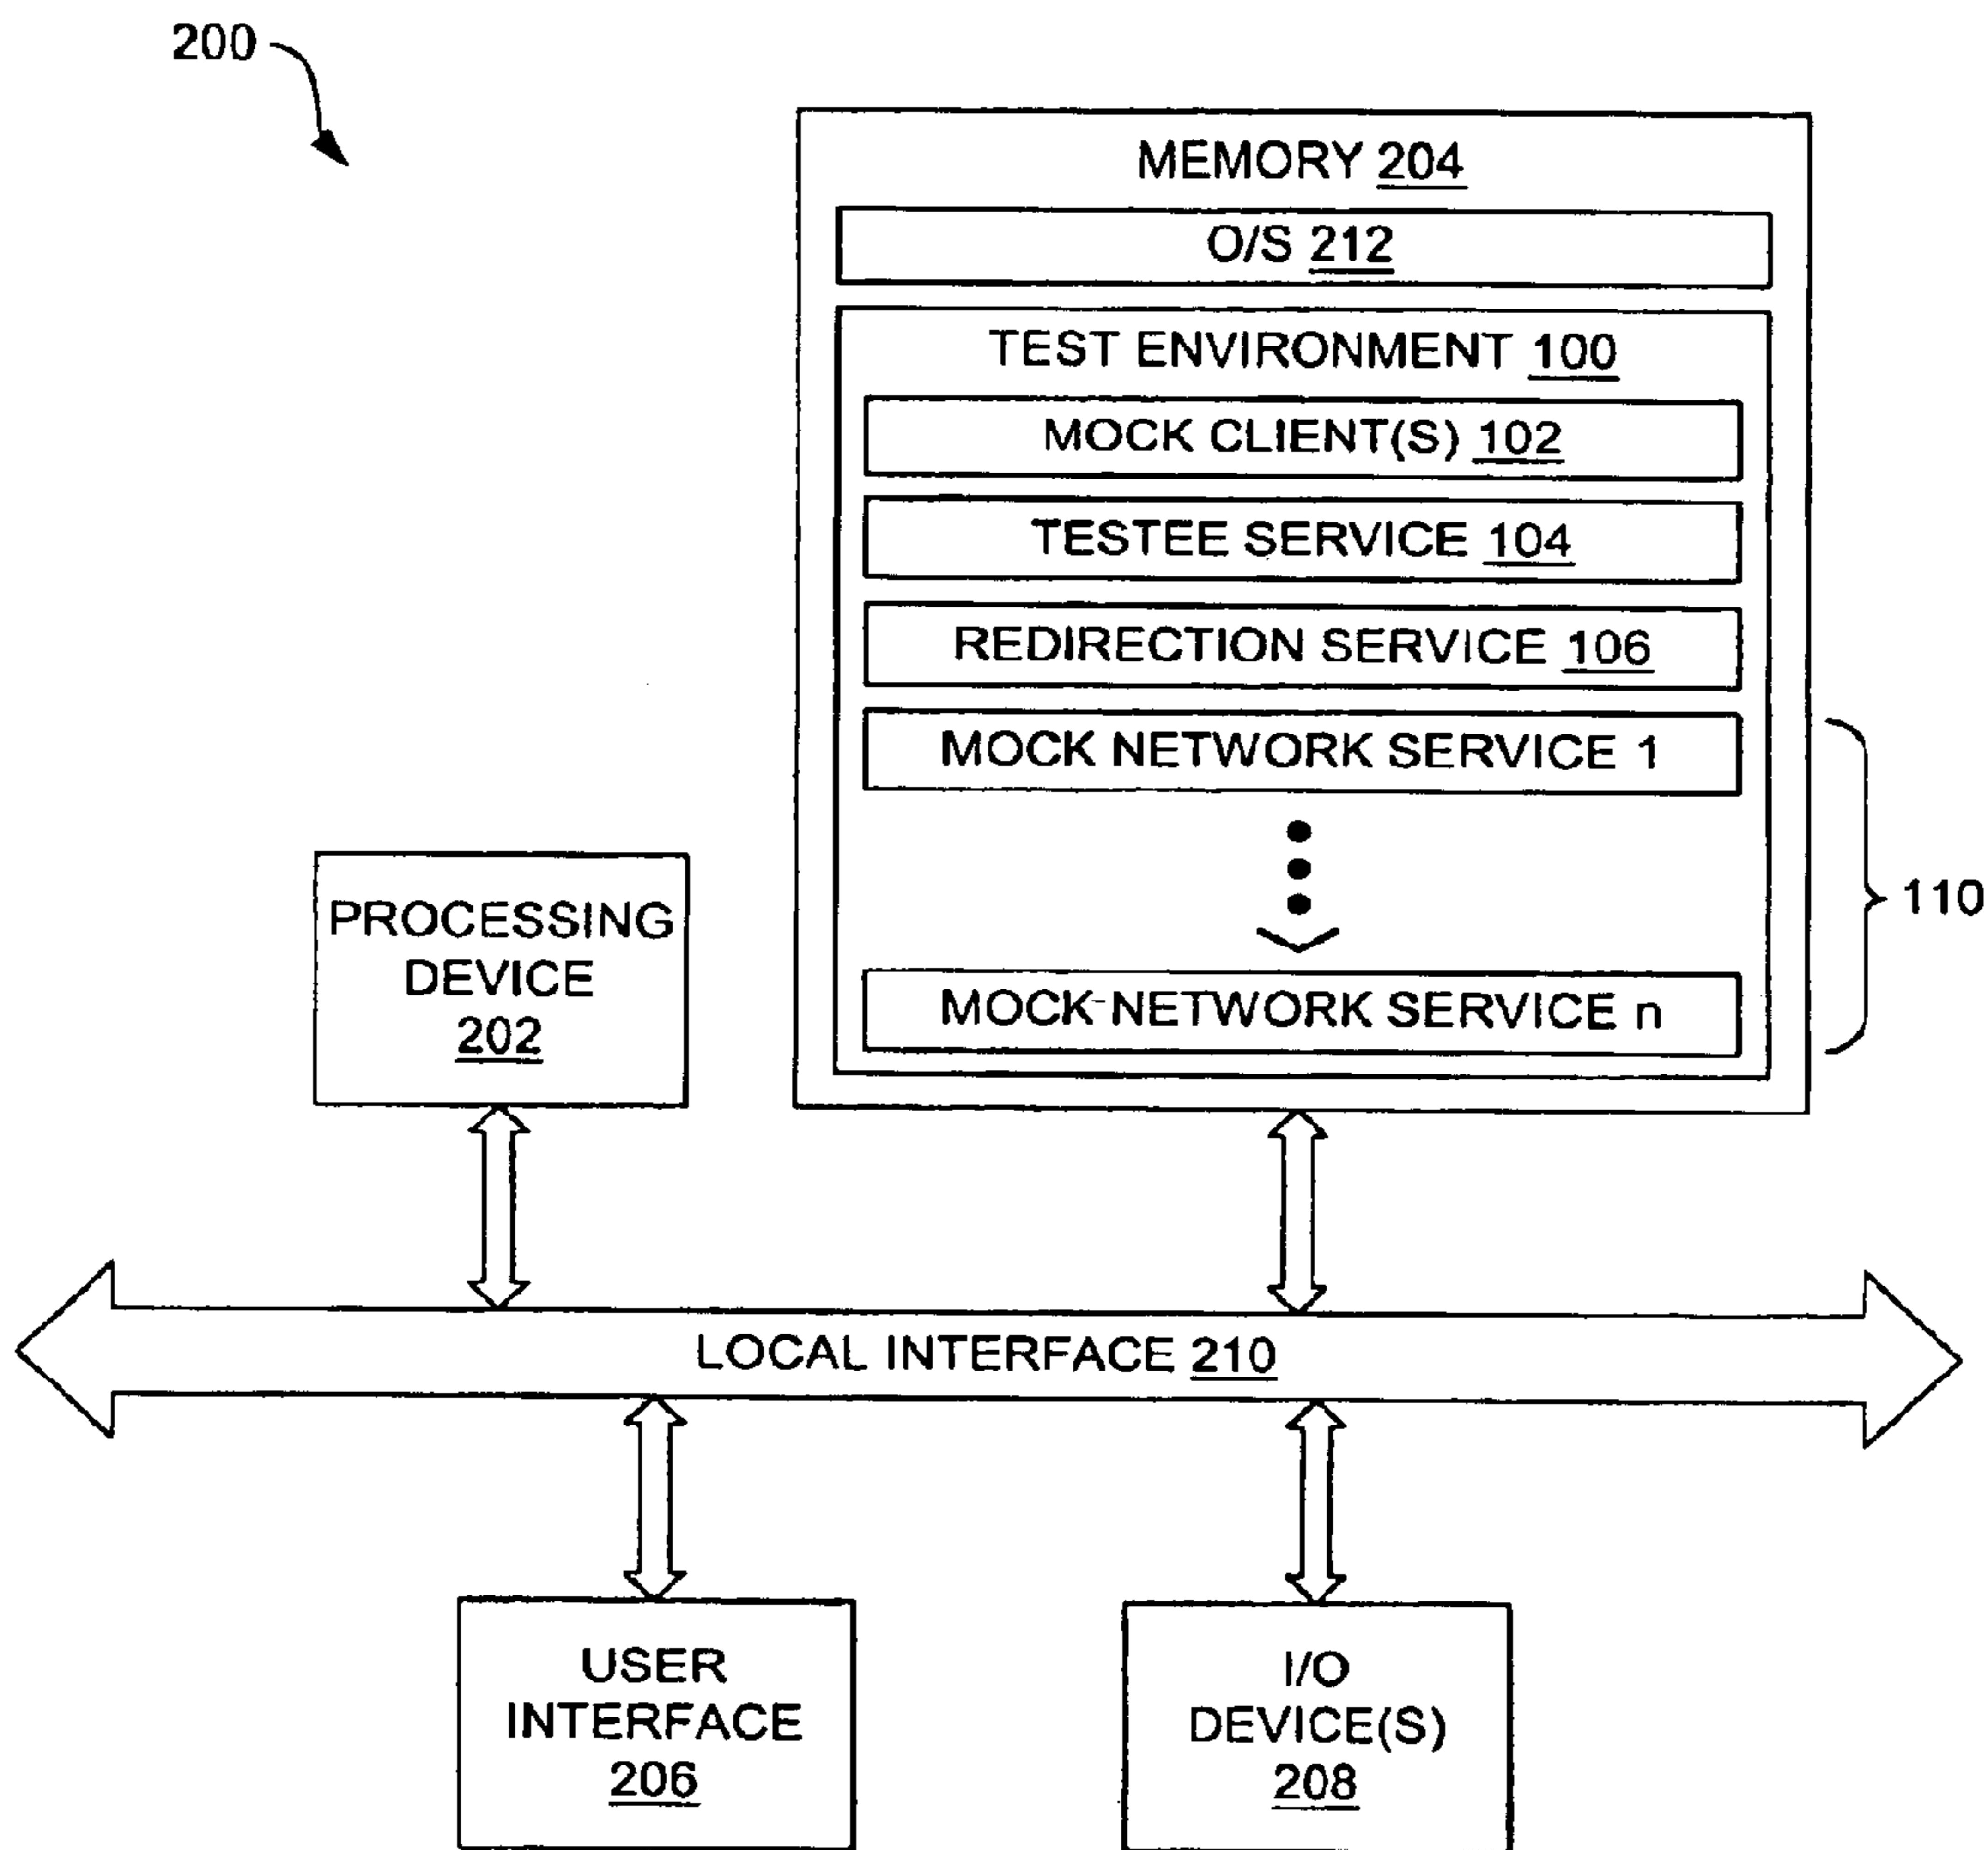 200
MEMORY 204
O/S 212
TEST ENVIRONMENT 100
MOCK CLIENT(S) 102
TESTEE SERVICE 104
REDIRECTION SERVICE 106
MOCK NETWORK SERVICE 1
110
MOCK NETWORK SERVICE n
PROCESSING
DEVICE
202
LOCAL INTERFACE 210
USER
INTERFACE
206
I/O
DEVICE(S)
208